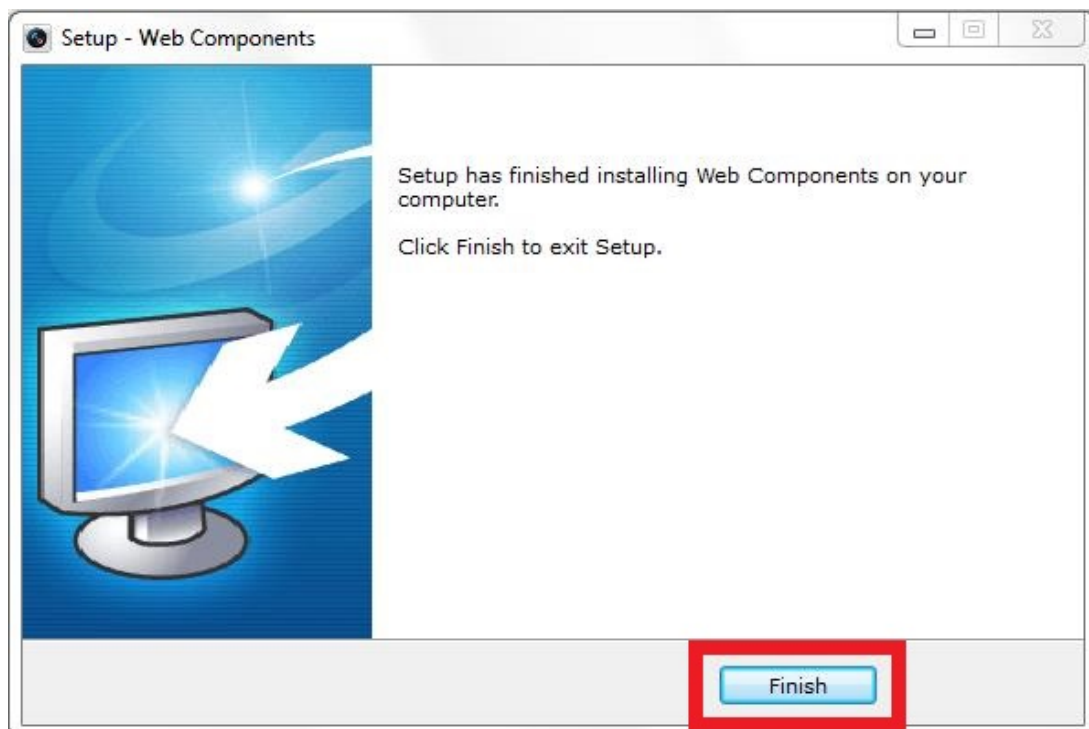 Setup - Web Components
Setup has finished installing Web Components on your
computer.
Click Finish to exit Setup.
Finish